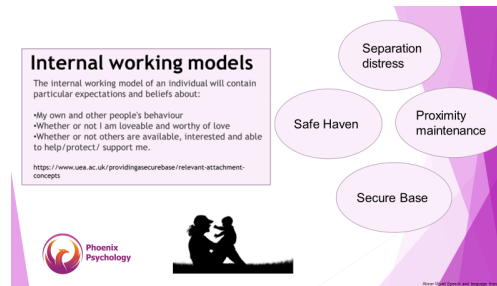 Internal working models
The internal working model of an individual will contain
particular expectations and beliefs about:
•My own and other people's behaviour
•Whether or not I am loveable and worthy of love
•Whether or not others are available, interested and able
to help/protect/ support me.
https://www.uea.ac.uk/providingasecurebase/relevant-attachment-
concepts
Separation
distress
Safe Haven
Proximity
maintenance
Secure Base
Phoenix
Psychology
Speech and language